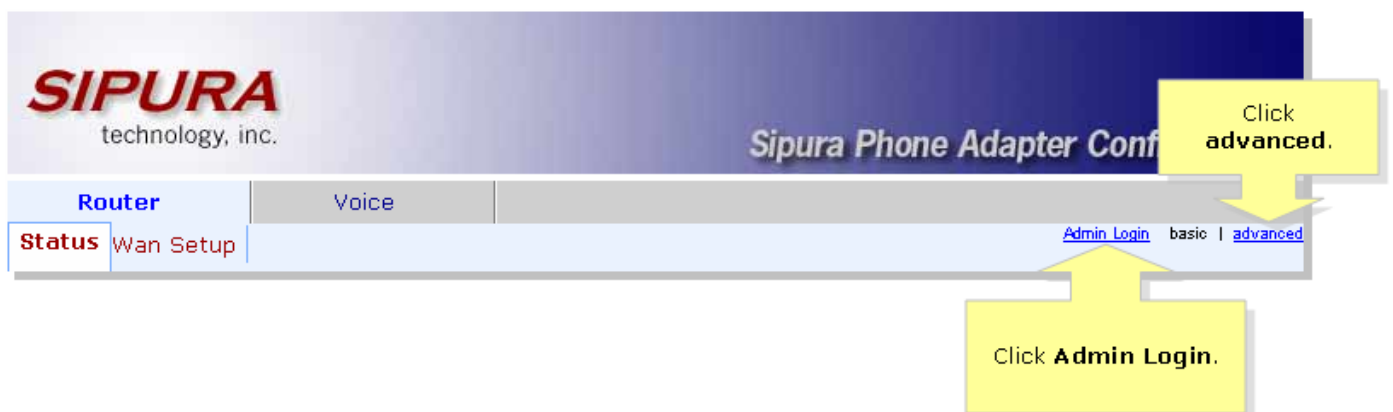 SIPURA
technology, inc.
Sipura Phone Adapter Conf
Click
advanced.
Router Voice
Status Wan Setup
Admin Login basic | advanced
Click Admin Login.